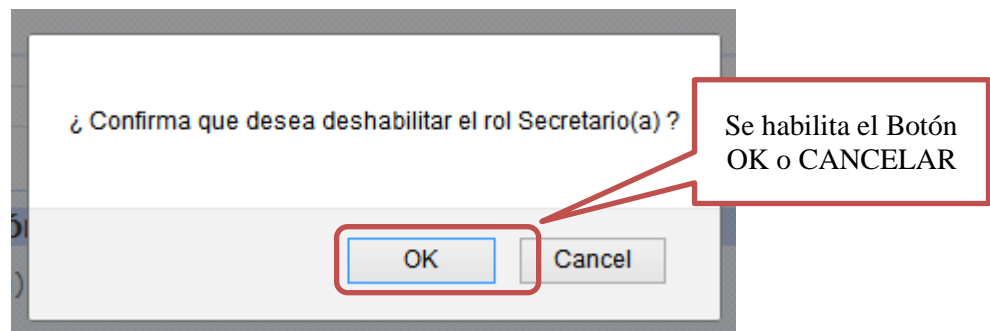 ¿ Confirma que desea deshabilitar el rol Secretario(a) ?
Se habilita el Botón
OK o CANCELAR
OK
Cancel